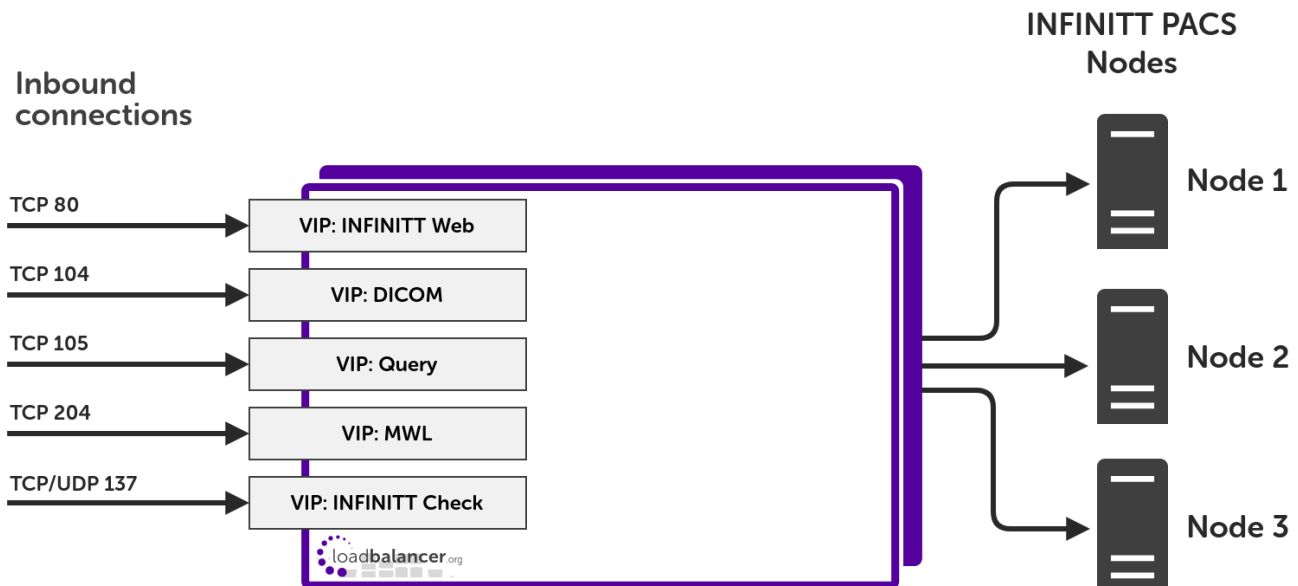 INFINITT PACS
Nodes
Inbound
connections
TCP 80
VIP: INFINITT Web
TCP 104
VIP: DICOM
TCP 105
VIP: Query
TCP 204
VIP: MWL
TCP/UDP 137
VIP: INFINITT Check
loadbalancer.org
Node 1
Node 2
Node 3